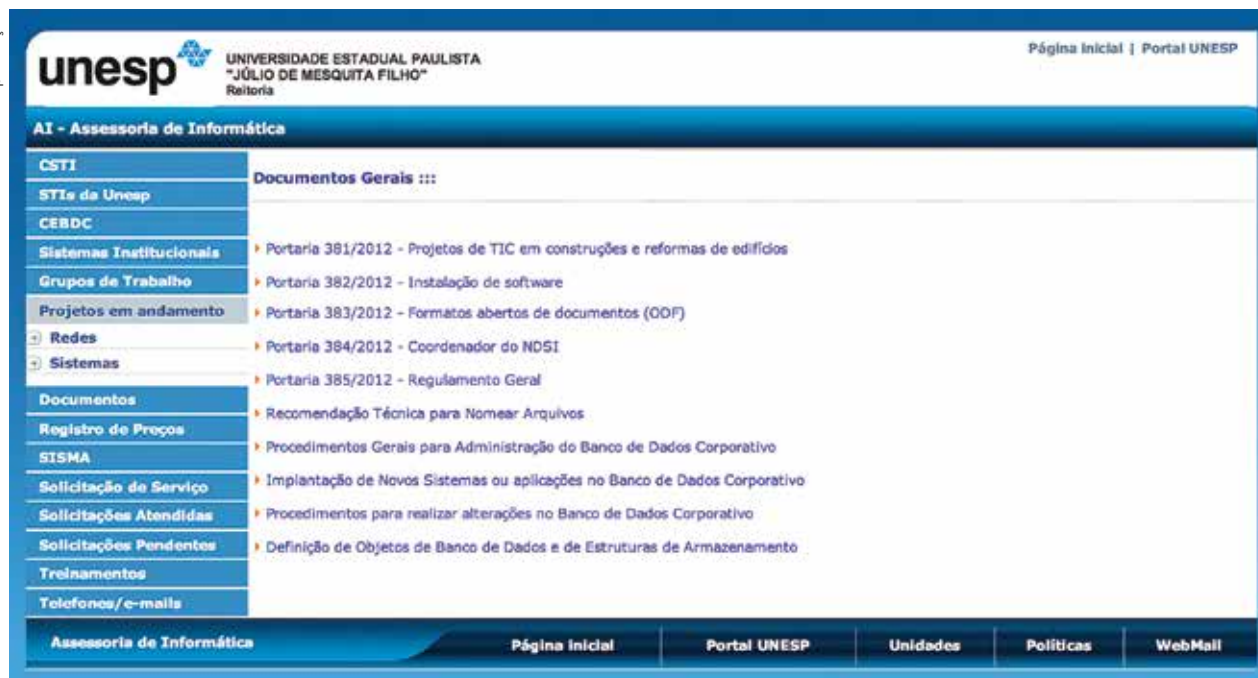 unesp
UNIVERSIDADE ESTADUAL PAULISTA
"JÚLIO DE MESQUITA FILHO"
Reitoria
Página Inicial | Portal UNESP
AI - Assessoria de Informática
CSTI
STIs da Unesp
CEBDC
Sistemas Institucionais
Grupos de Trabalho
Projetos em andamento
Redes
Sistemas
Documentos
Registro de Preços
SISMA
Solicitação de Serviço
Solicitações Atendidas
Solicitações Pendentes
Treinamentos
Telefones/e-mails
Documentos Gerais :::
Portaria 381/2012 - Projetos de TIC em construções e reformas de edifícios
Portaria 382/2012 - Instalação de software
Portaria 383/2012 - Formatos abertos de documentos (ODF)
Portaria 384/2012 - Coordenador do NDSI
Portaria 385/2012 - Regulamento Geral
Recomendação Técnica para Nomear Arquivos
Procedimentos Gerais para Administração do Banco de Dados Corporativo
Implantação de Novos Sistemas ou aplicações no Banco de Dados Corporativo
Procedimentos para realizar alterações no Banco de Dados Corporativo
Definição de Objetos de Banco de Dados e de Estruturas de Armazenamento
Assessoria de Informática
Página inicial
Portal UNESP
Unidades
Políticas
WebMail